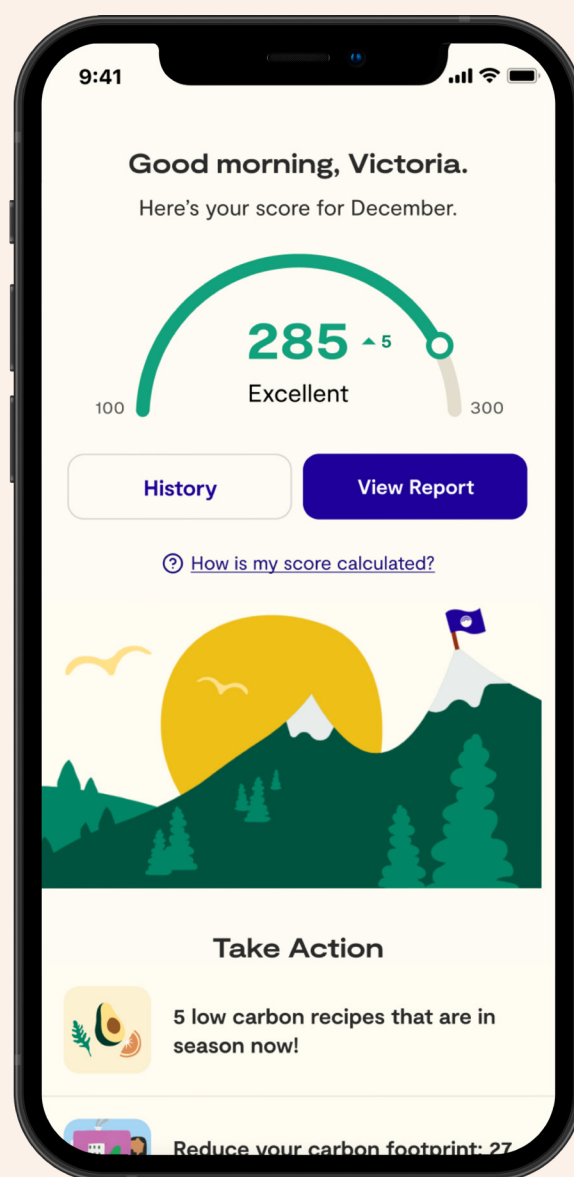 9:41
Good morning, Victoria.
Here's your score for December.
285 ▲ 5
Excellent
100
300
History
View Report
? How is my score calculated?
Take Action
5 low carbon recipes that are in
season now!
Reduce your carbon footprint: 27